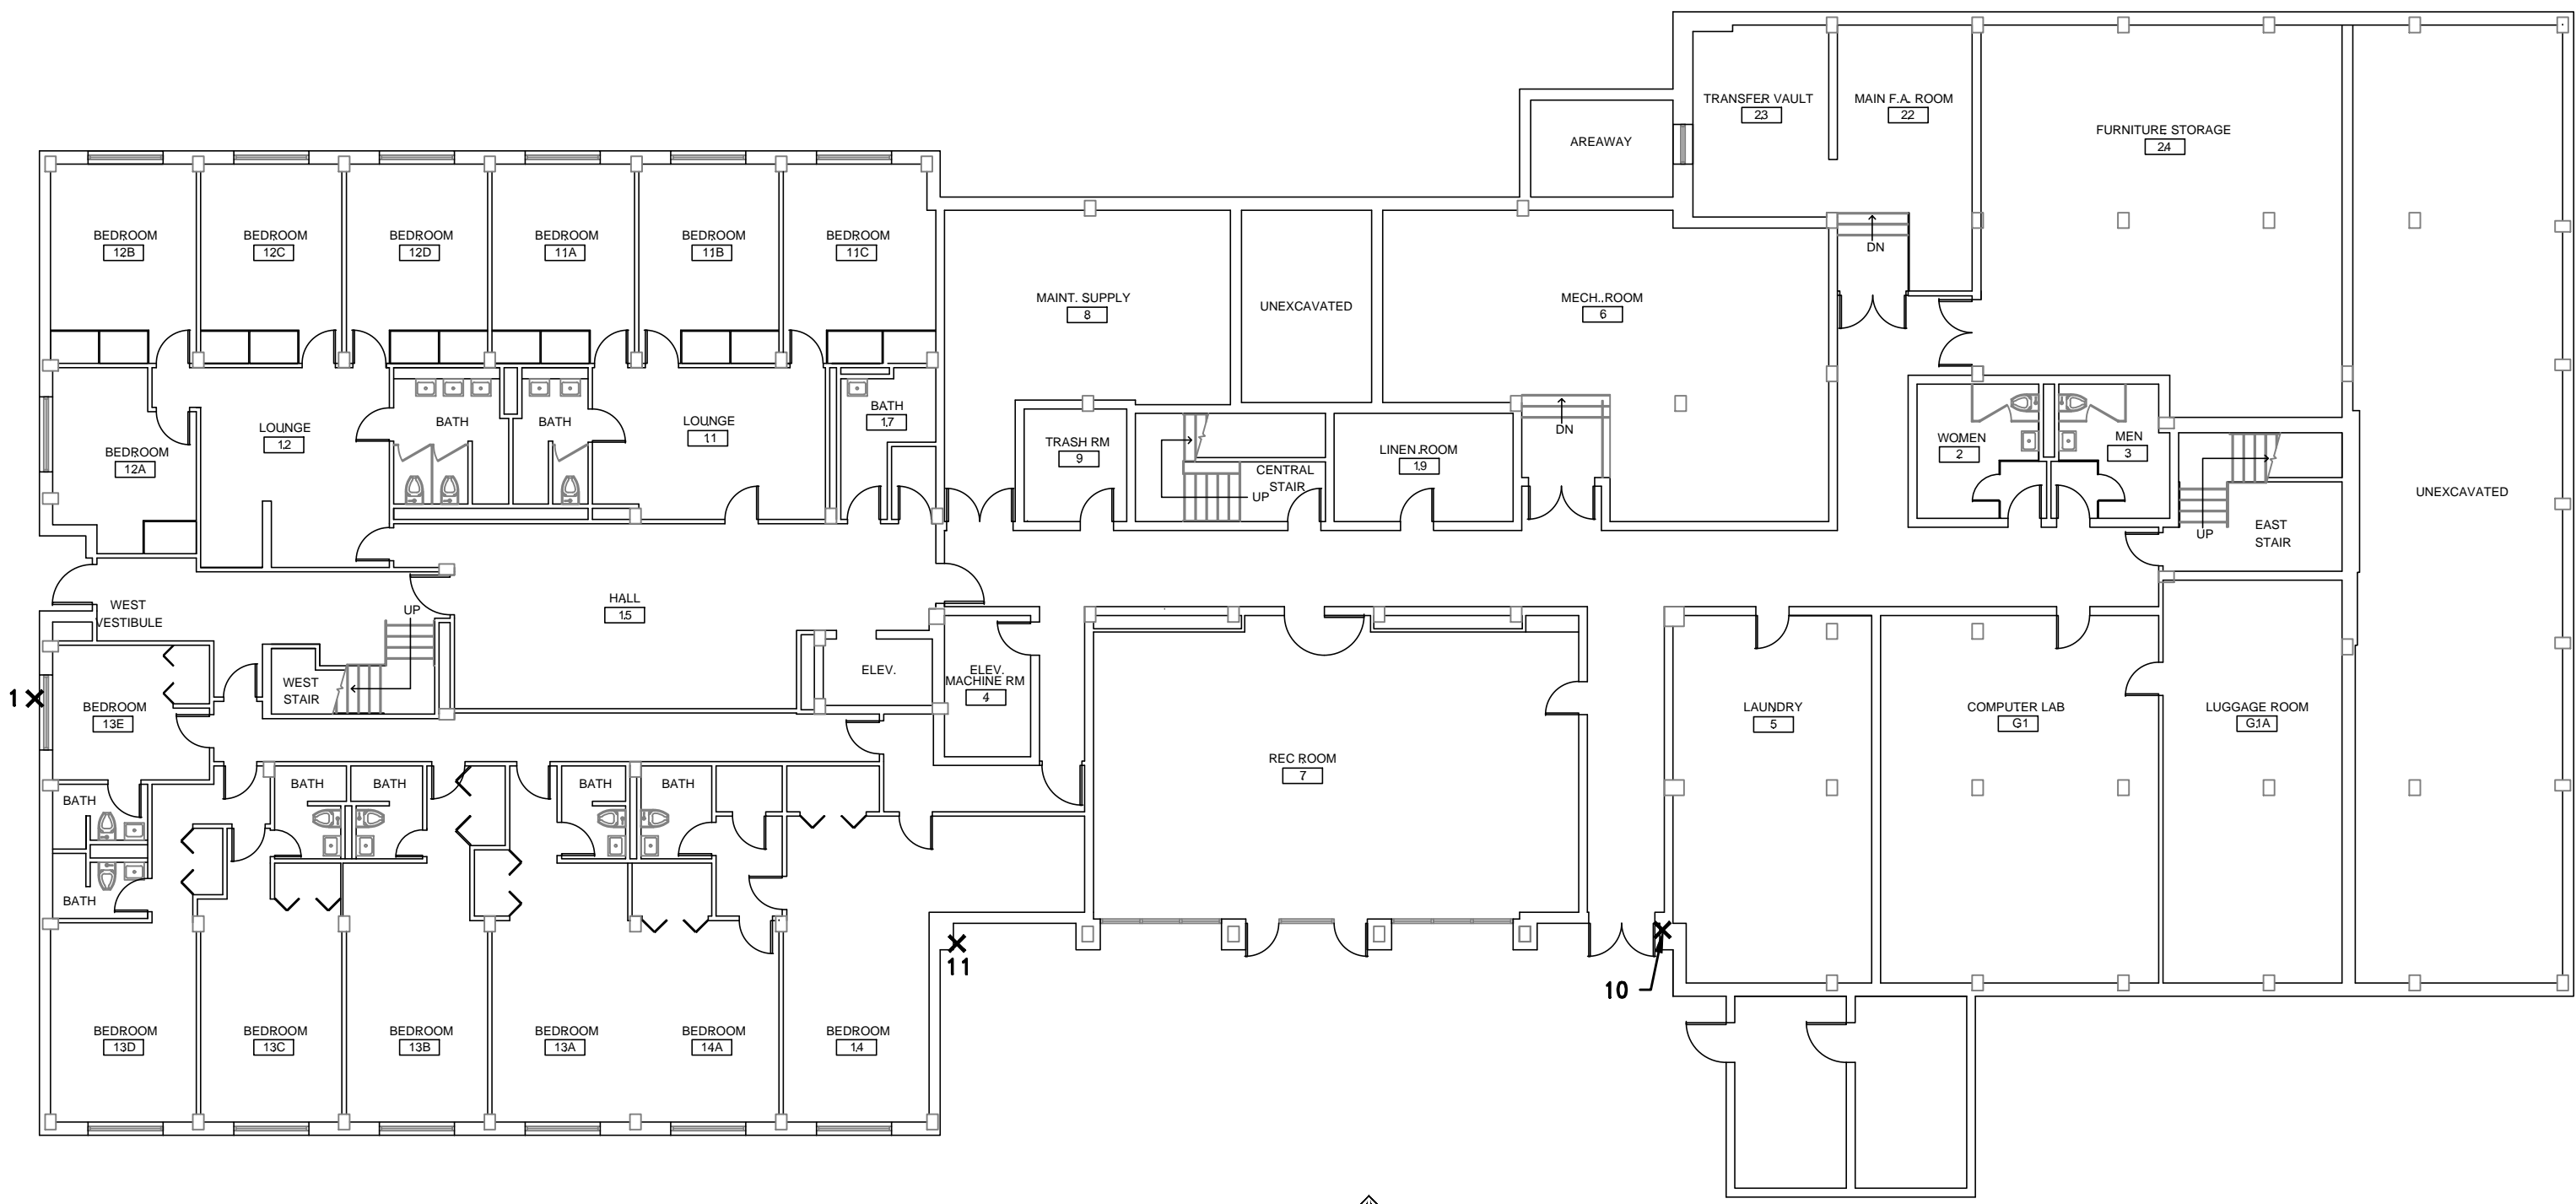 TRANSFER VAULT
23
MAIN F.A. ROOM
22
FURNITURE STORAGE
24
AREAWAY
BEDROOM
12B
BEDROOM
12C
BEDROOM
12D
BEDROOM
11A
BEDROOM
11B
BEDROOM
11C
DN
MAINT. SUPPLY
8
UNEXCAVATED
MECH. ROOM
6
BEDROOM
12A
LOUNGE
12
BATH
BATH
LOUNGE
11
BATH
17
TRASH RM
9
CENTRAL
STAIR
UP
LINEN ROOM
19
DN
WOMEN
2
MEN
3
UNEXCAVATED
UP
EAST
STAIR
WEST
VESTIBULE
UP
HALL
15
WEST
STAIR
ELEV.
ELEV.
MACHINE RM
4
1
BEDROOM
13E
LAUNDRY
5
COMPUTER LAB
G1
LUGGAGE ROOM
G1A
REC ROOM
7
BATH
BATH
BATH
BATH
BATH
BATH
11
10
BEDROOM
13D
BEDROOM
13C
BEDROOM
13B
BEDROOM
13A
BEDROOM
14A
BEDROOM
14